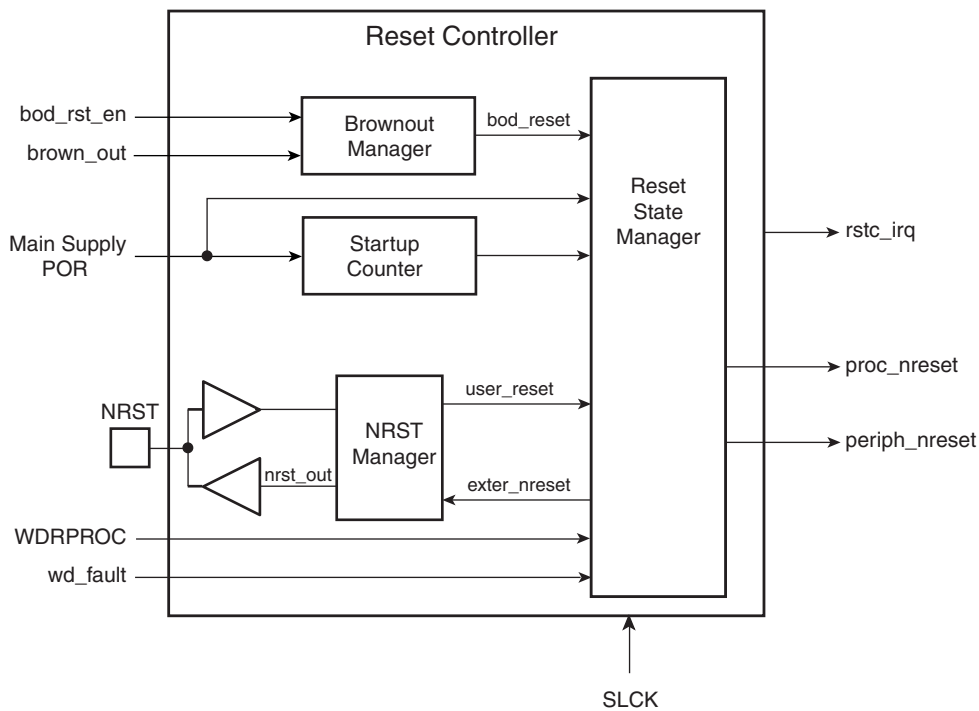 Reset Controller
bod_rst_en
brown_out
Brownout
Manager
bod_reset
Main Supply
POR
Startup
Counter
Reset
State
Manager
rstc_irq
proc_nreset
periph_nreset
NRST
nrst_out
NRST
Manager
user_reset
exter_nreset
WDRPROC
wd_fault
SLCK